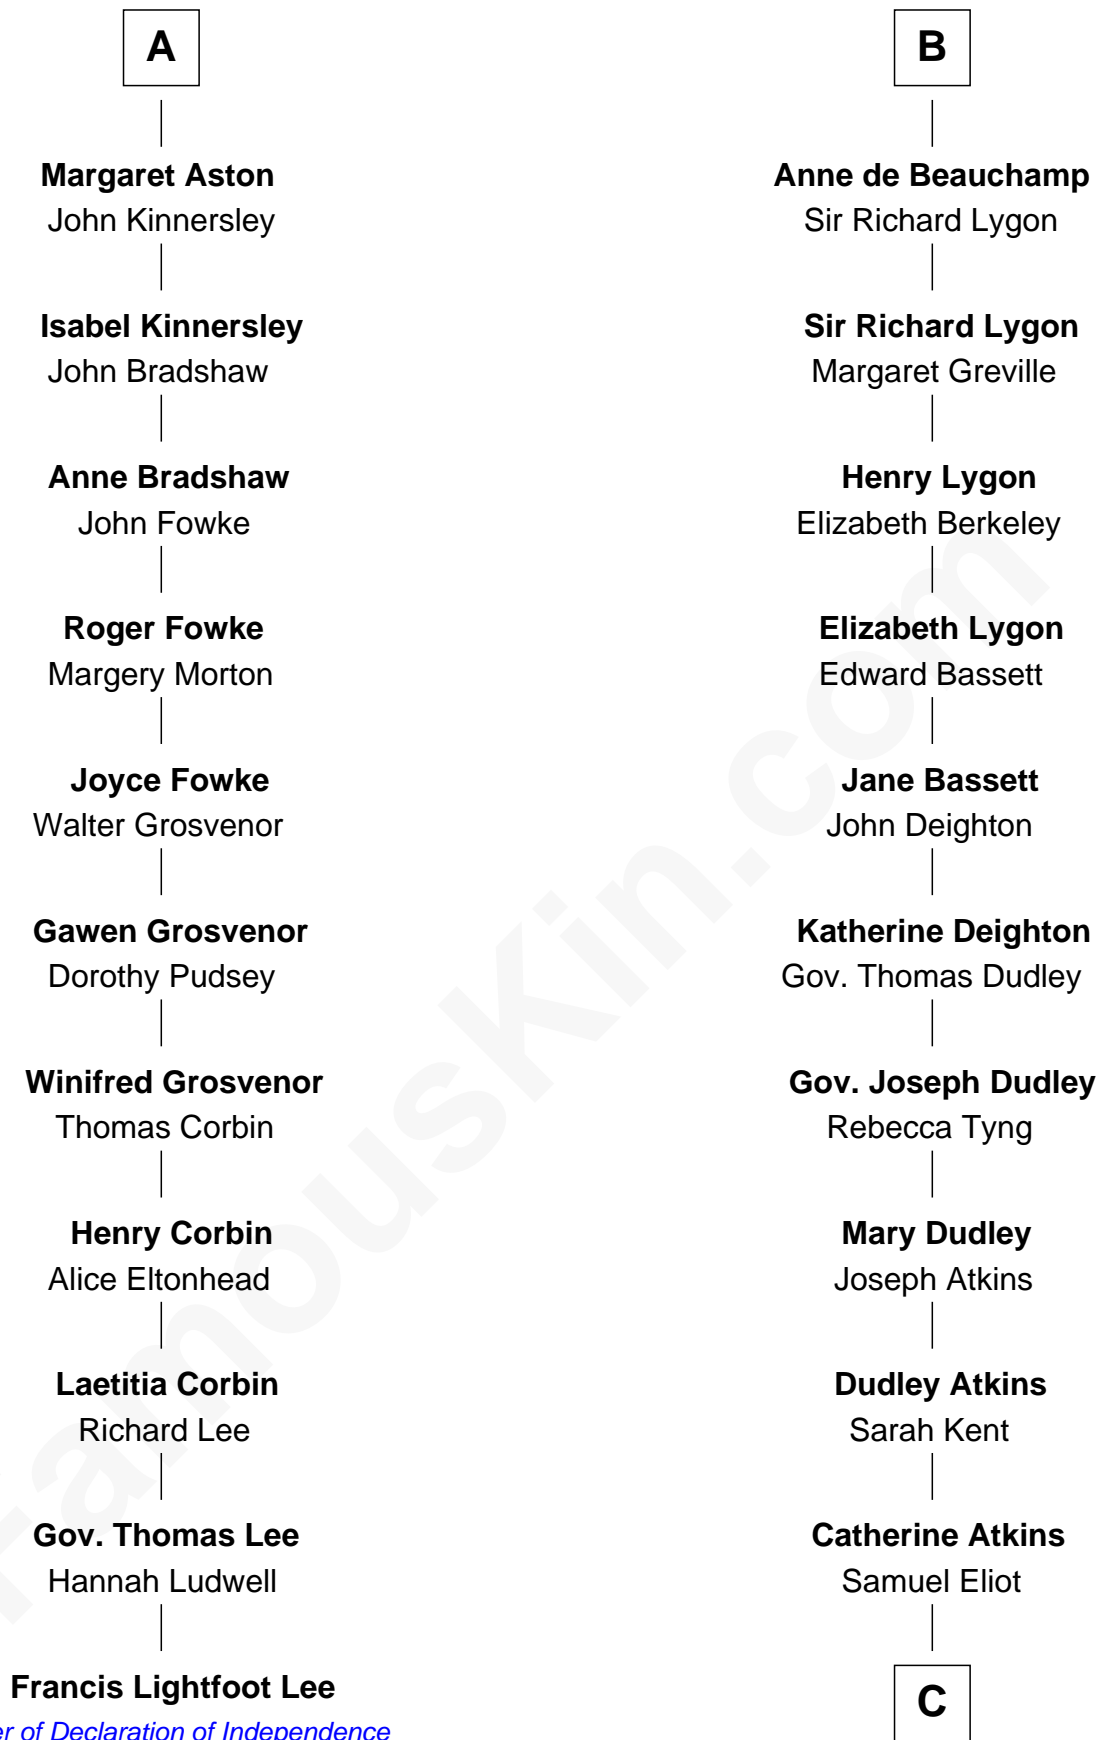 A
Margaret Aston
John Kinnersley
Isabel Kinnersley
John Bradshaw
Anne Bradshaw
John Fowke
Roger Fowke
Margery Morton
Joyce Fowke
Walter Grosvenor
Gawen Grosvenor
Dorothy Pudsey
Winifred Grosvenor
Thomas Corbin
Henry Corbin
Alice Eltonhead
Laetitia Corbin
Richard Lee
Gov. Thomas Lee
Hannah Ludwell
Francis Lightfoot Lee
of Declaration of Independence
B
Anne de Beauchamp
Sir Richard Lygon
Sir Richard Lygon
Margaret Greville
Henry Lygon
Elizabeth Berkeley
Elizabeth Lygon
Edward Bassett
Jane Bassett
John Deighton
Katherine Deighton
Gov. Thomas Dudley
Gov. Joseph Dudley
Rebecca Tyng
Mary Dudley
Joseph Atkins
Dudley Atkins
Sarah Kent
Catherine Atkins
Samuel Eliot
C
FamousKin.com